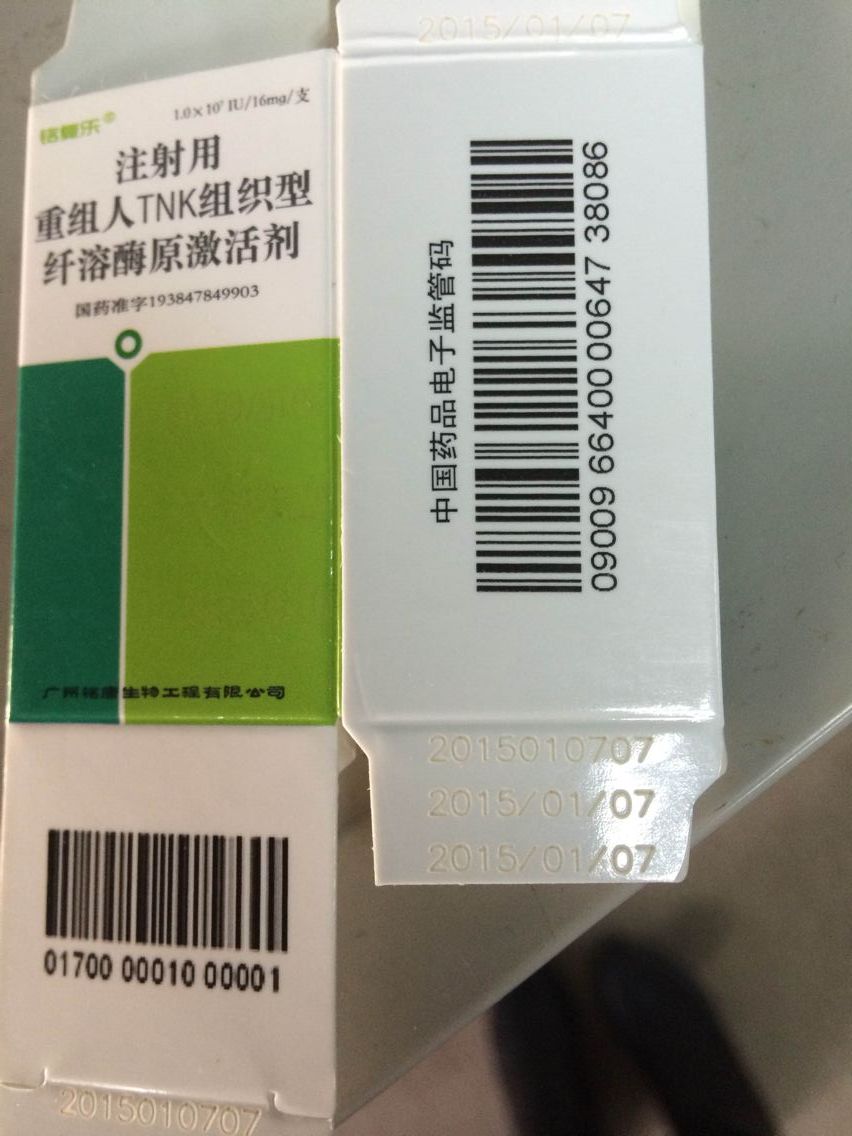 1.0×10⁷ IU/16mg/支
注射用
重组人TNK组织型
纤溶酶原激活剂
国药准字193847849903
广州铭康生物工程有限公司
01700 00010 00001
2015010707
2015/01/07
中国药品电子监管码
09009 66400 00647 38086
2015010707
2015/01/07
2015/01/07